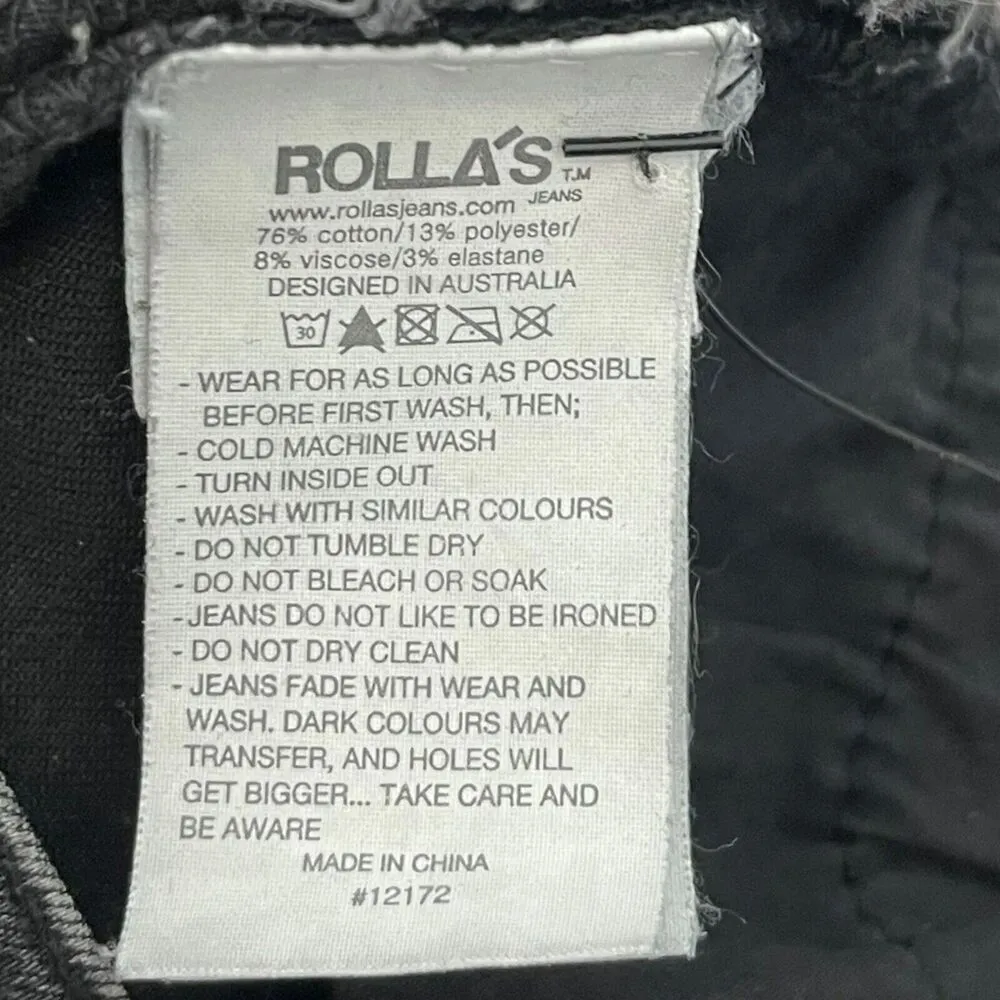 ROLLA'S T.M
JEANS
www.rollasjeans.com
76% cotton/13% polyester/
8% viscose/3% elastane
DESIGNED IN AUSTRALIA
30
- WEAR FOR AS LONG AS POSSIBLE
BEFORE FIRST WASH, THEN;
- COLD MACHINE WASH
- TURN INSIDE OUT
- WASH WITH SIMILAR COLOURS
- DO NOT TUMBLE DRY
- DO NOT BLEACH OR SOAK
-JEANS DO NOT LIKE TO BE IRONED
- DO NOT DRY CLEAN
- JEANS FADE WITH WEAR AND
WASH. DARK COLOURS MAY
TRANSFER, AND HOLES WILL
GET BIGGER... TAKE CARE AND
BE AWARE
MADE IN CHINA
#12172